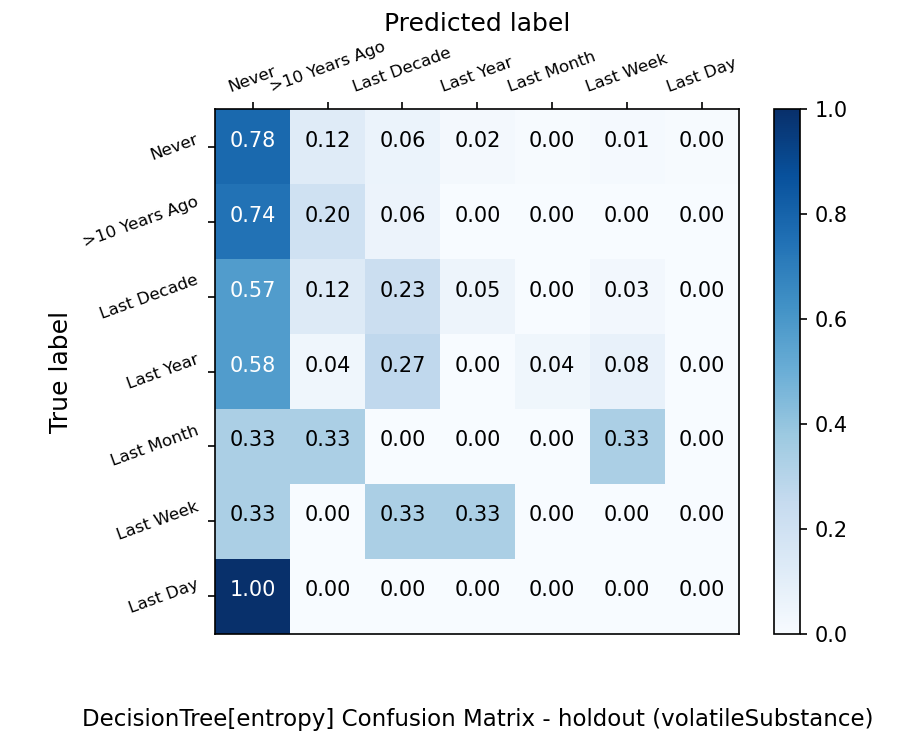 Predicted label
Never >10 Years Ago Last Decade Last Year Last Month Last Week Last Day
True label
Never 0.78 0.12 0.06 0.02 0.00 0.01 0.00
>10 Years Ago 0.74 0.20 0.06 0.00 0.00 0.00 0.00
Last Decade 0.57 0.12 0.23 0.05 0.00 0.03 0.00
Last Year 0.58 0.04 0.27 0.00 0.04 0.08 0.00
Last Month 0.33 0.33 0.00 0.00 0.00 0.33 0.00
Last Week 0.33 0.00 0.33 0.33 0.00 0.00 0.00
Last Day 1.00 0.00 0.00 0.00 0.00 0.00 0.00
1.0
0.8
0.6
0.4
0.2
0.0
DecisionTree[entropy] Confusion Matrix - holdout (volatileSubstance)